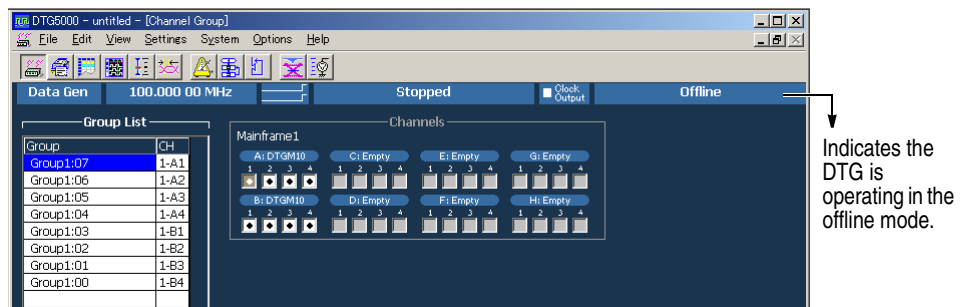 DTG5000 - untitled - [Channel Group]
File Edit View Settings System Options Help
Data Gen 100.000 00 MHz Stopped Clock Output Offline
Group List
Group CH
Group1:07 1-A1
Group1:06 1-A2
Group1:05 1-A3
Group1:04 1-A4
Group1:03 1-B1
Group1:02 1-B2
Group1:01 1-B3
Group1:00 1-B4
Channels
Mainframe1
A: DTGM10 C: Empty E: Empty G: Empty
1 2 3 4 1 2 3 4 1 2 3 4 1 2 3 4
B: DTGM10 D: Empty F: Empty H: Empty
1 2 3 4 1 2 3 4 1 2 3 4 1 2 3 4
Indicates the
DTG is
operating in the
offline mode.